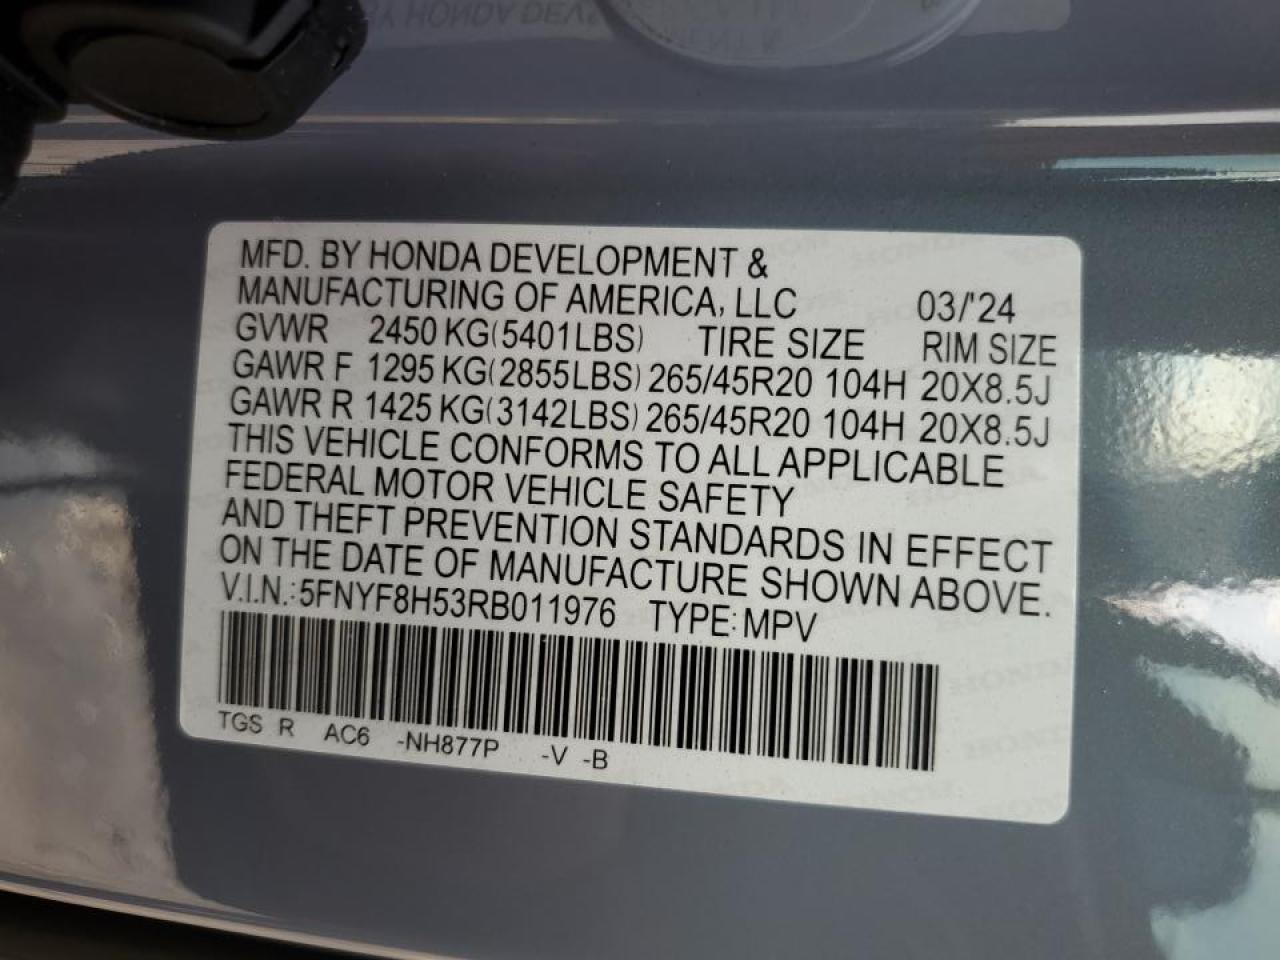 MFD. BY HONDA DEVELOPMENT &
MANUFACTURING OF AMERICA, LLC 03/'24
GVWR 2450 KG(5401LBS) TIRE SIZE RIM SIZE
GAWR F 1295 KG(2855LBS) 265/45R20 104H 20X8.5J
GAWR R 1425 KG(3142LBS) 265/45R20 104H 20X8.5J
THIS VEHICLE CONFORMS TO ALL APPLICABLE
FEDERAL MOTOR VEHICLE SAFETY
AND THEFT PREVENTION STANDARDS IN EFFECT
ON THE DATE OF MANUFACTURE SHOWN ABOVE.
V.I.N.:5FNYF8H53RB011976 TYPE:MPV
TGS R AC6 -NH877P -V -B